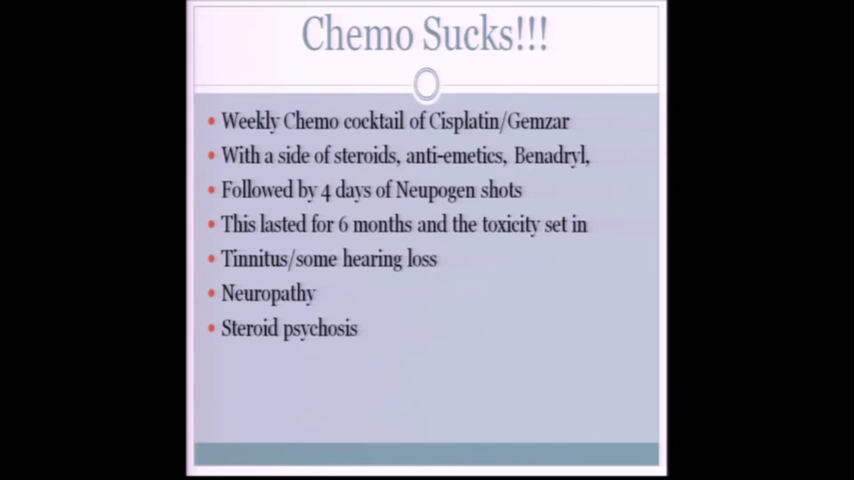 Chemo Sucks!!!
Weekly Chemo cocktail of Cisplatin/Gemzar
With a side of steroids, anti-emetics, Benadryl,
Followed by 4 days of Neupogen shots
This lasted for 6 months and the toxicity set in
Tinnitus/some hearing loss
Neuropathy
Steroid psychosis